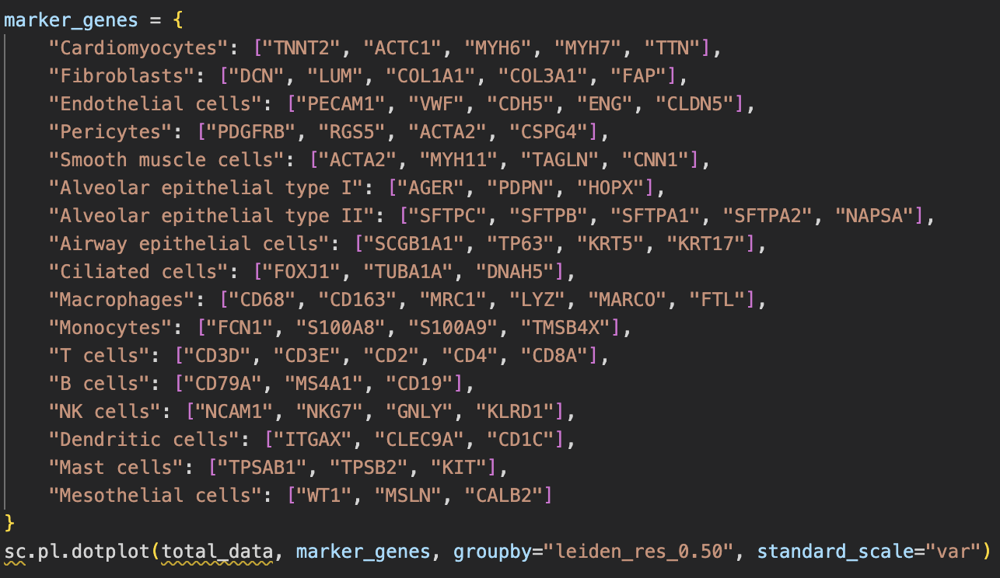 marker_genes = {
    "Cardiomyocytes": ["TNNT2", "ACTC1", "MYH6", "MYH7", "TTN"],
    "Fibroblasts": ["DCN", "LUM", "COL1A1", "COL3A1", "FAP"],
    "Endothelial cells": ["PECAM1", "VWF", "CDH5", "ENG", "CLDN5"],
    "Pericytes": ["PDGFRB", "RGS5", "ACTA2", "CSPG4"],
    "Smooth muscle cells": ["ACTA2", "MYH11", "TAGLN", "CNN1"],
    "Alveolar epithelial type I": ["AGER", "PDPN", "HOPX"],
    "Alveolar epithelial type II": ["SFTPC", "SFTPB", "SFTPA1", "SFTPA2", "NAPSA"],
    "Airway epithelial cells": ["SCGB1A1", "TP63", "KRT5", "KRT17"],
    "Ciliated cells": ["FOXJ1", "TUBA1A", "DNAH5"],
    "Macrophages": ["CD68", "CD163", "MRC1", "LYZ", "MARCO", "FTL"],
    "Monocytes": ["FCN1", "S100A8", "S100A9", "TMSB4X"],
    "T cells": ["CD3D", "CD3E", "CD2", "CD4", "CD8A"],
    "B cells": ["CD79A", "MS4A1", "CD19"],
    "NK cells": ["NCAM1", "NKG7", "GNLY", "KLRD1"],
    "Dendritic cells": ["ITGAX", "CLEC9A", "CD1C"],
    "Mast cells": ["TPSAB1", "TPSB2", "KIT"],
    "Mesothelial cells": ["WT1", "MSLN", "CALB2"]
}
sc.pl.dotplot(total_data, marker_genes, groupby="leiden_res_0.50", standard_scale="var")